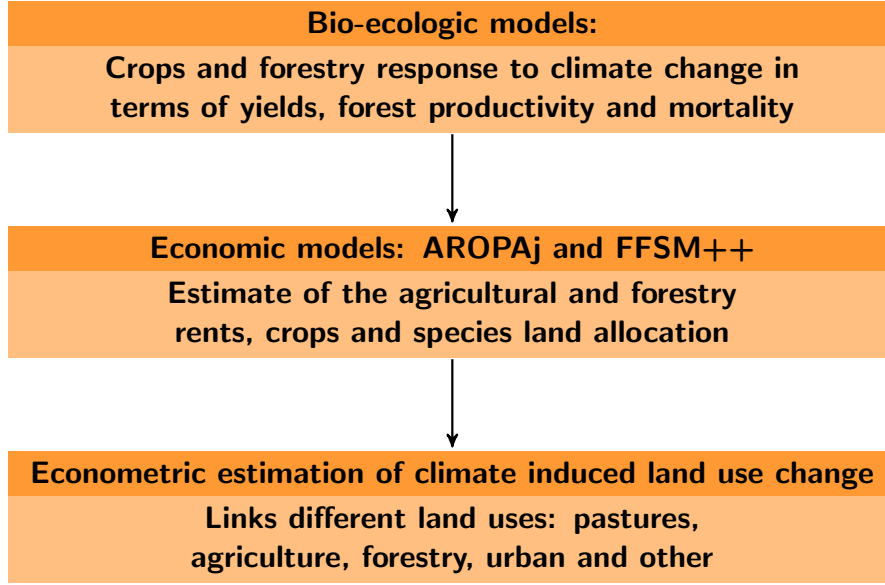 Bio-ecologic models:
Crops and forestry response to climate change in
terms of yields, forest productivity and mortality
Economic models: AROPAj and FFSM++
Estimate of the agricultural and forestry
rents, crops and species land allocation
Econometric estimation of climate induced land use change
Links different land uses: pastures,
agriculture, forestry, urban and other